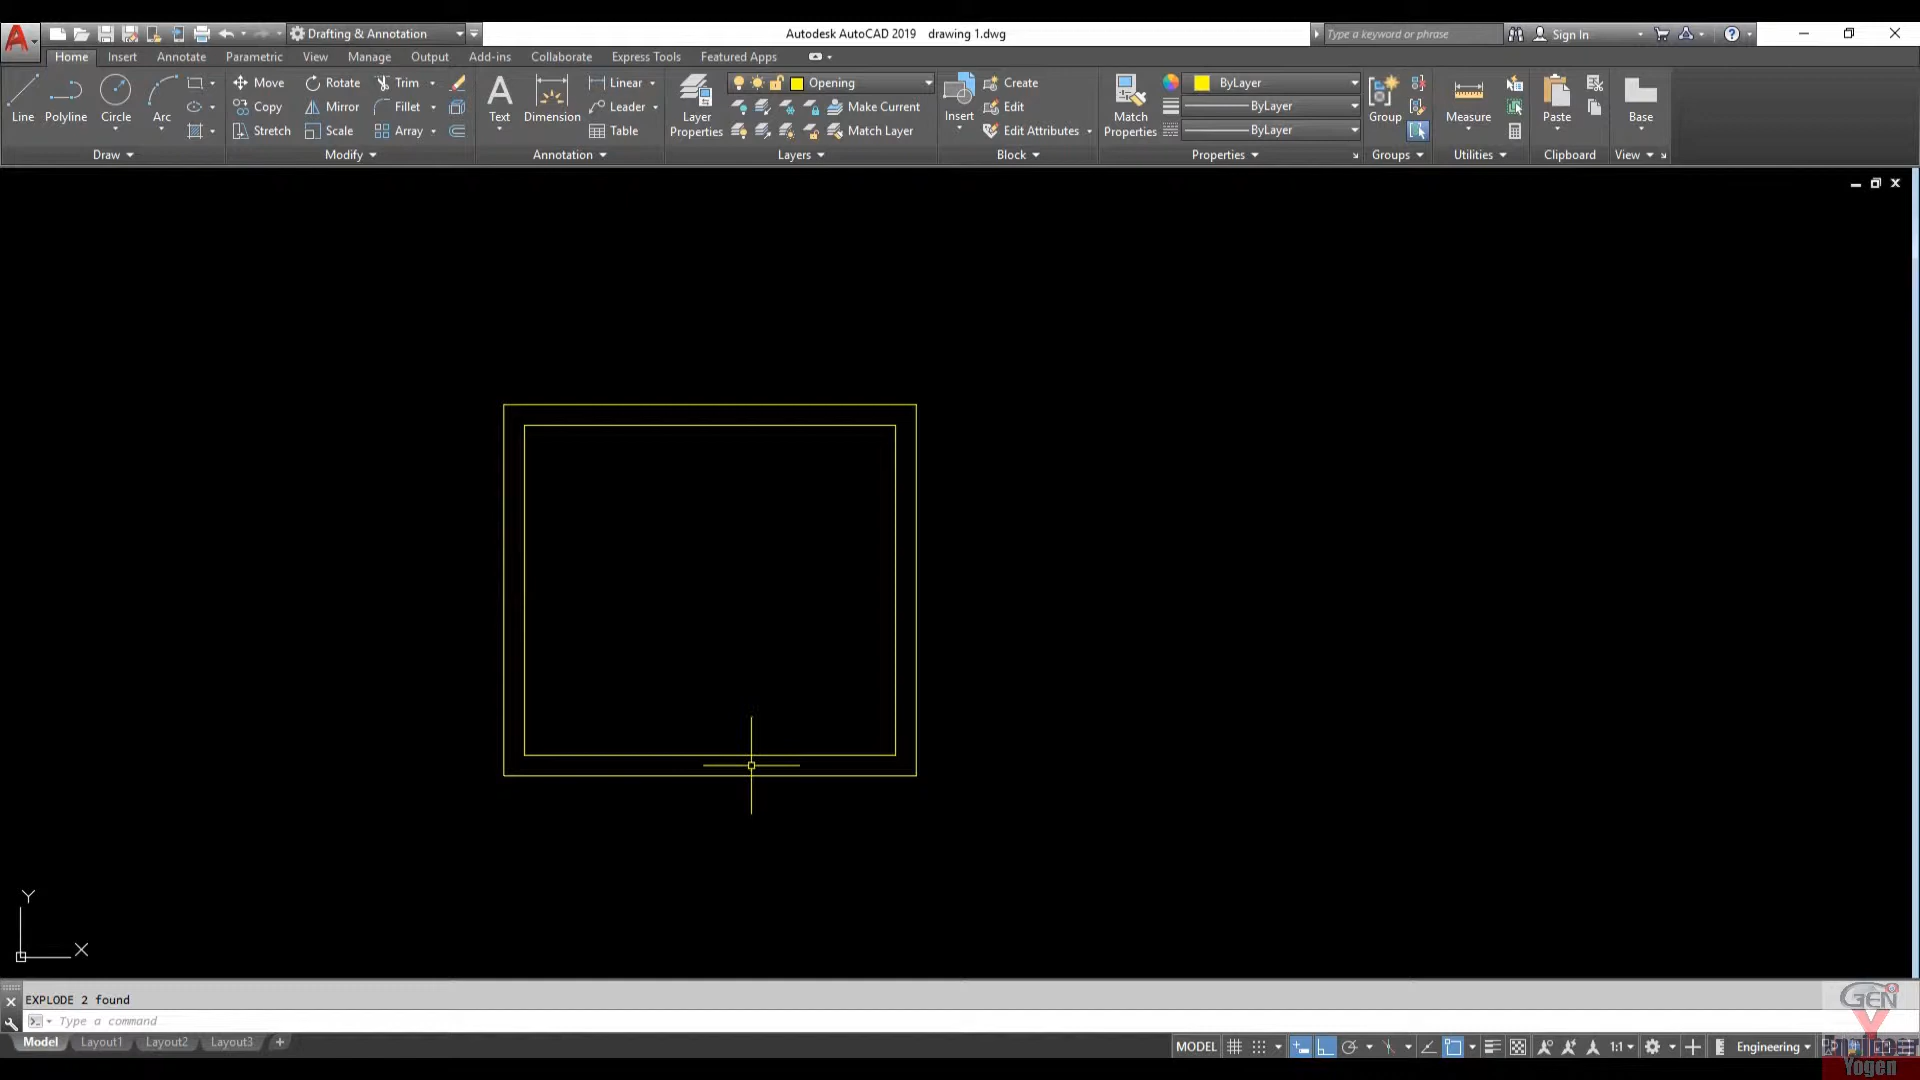 Drafting & Annotation
Autodesk AutoCAD 2019 drawing 1.dwg
Type a keyword or phrase
Sign In
Home Insert Annotate Parametric View Manage Output Add-ins Collaborate Express Tools Featured Apps
Line Polyline Circle Arc
Move Rotate Trim
Copy Mirror Fillet
Stretch Scale Array
Text Dimension
Linear
Leader
Table
Layer Properties
Opening
Make Current
Match Layer
Insert
Create
Edit
Edit Attributes
Match Properties
ByLayer
ByLayer
ByLayer
Group
Measure
Paste
Base
Draw Modify Annotation Layers Block Properties Groups Utilities Clipboard View
Y
X
EXPLODE 2 found
Type a command
Model Layout1 Layout2 Layout3 +
MODEL 1:1 Engineering
GEN
Y
Yogen